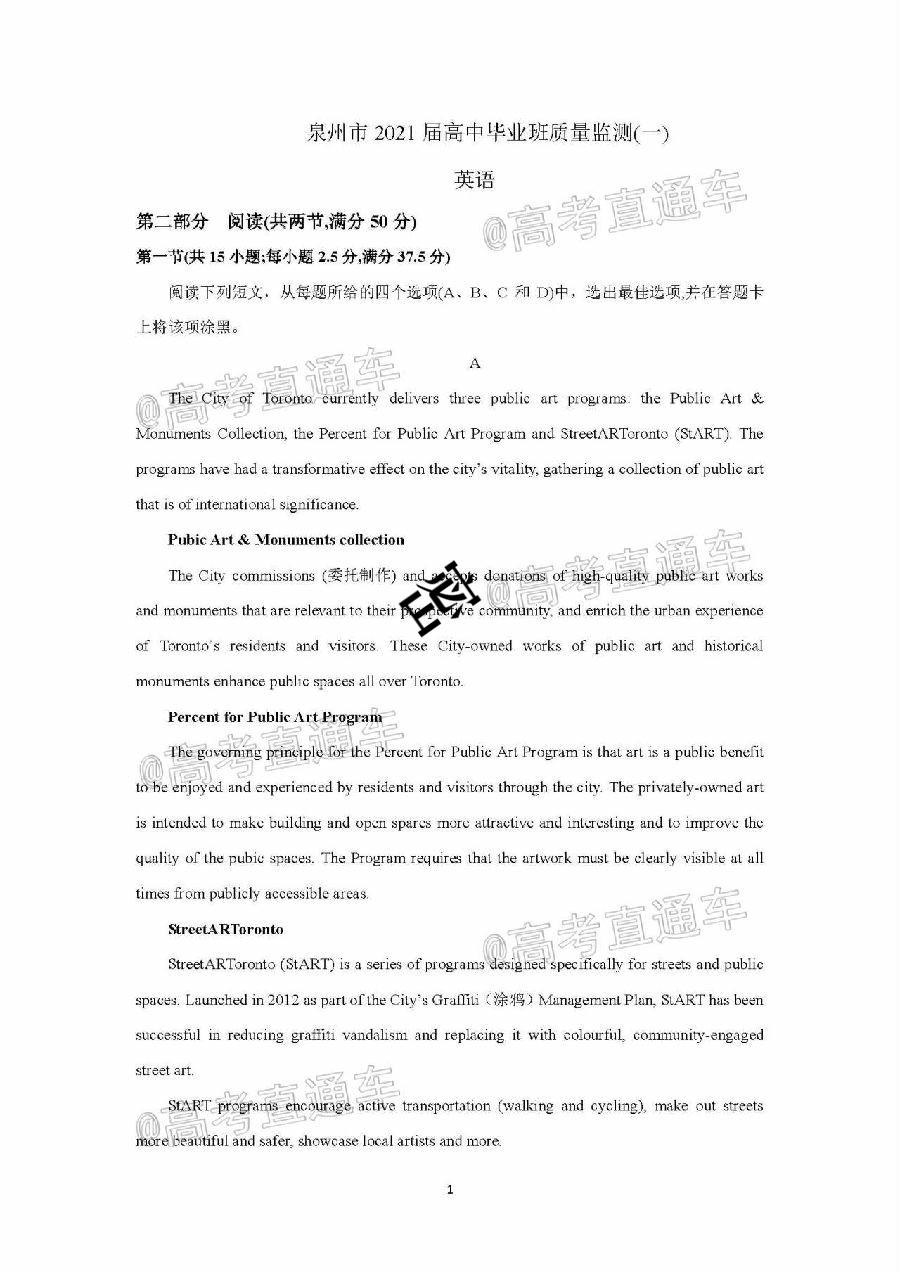 泉州市 2021 届高中毕业班质量监测(一)
英语
@高考直通车
第二部分 阅读(共两节,满分 50 分)
第一节(共 15 小题;每小题 2.5 分,满分 37.5 分)
阅读下列短文，从每题所给的四个选项(A、B、C 和 D)中，选出最佳选项,并在答题卡
上将该项涂黑。
A
@高考直通车
The City of Toronto currently delivers three public art programs: the Public Art &
Monuments Collection, the Percent for Public Art Program and StreetARToronto (StART). The
programs have had a transformative effect on the city's vitality, gathering a collection of public art
that is of international significance.
Pubic Art & Monuments collection
@高考直通车
The City commissions (委托制作) and accepts donations of high-quality public art works
and monuments that are relevant to their prospective community, and enrich the urban experience
密
of Toronto's residents and visitors. These City-owned works of public art and historical
monuments enhance public spaces all over Toronto.
Percent for Public Art Program
@高考直通车
The governing principle for the Percent for Public Art Program is that art is a public benefit
to be enjoyed and experienced by residents and visitors through the city. The privately-owned art
is intended to make building and open spares more attractive and interesting and to improve the
quality of the pubic spaces. The Program requires that the artwork must be clearly visible at all
times from publicly accessible areas.
StreetARToronto
@高考直通车
StreetARToronto (StART) is a series of programs designed specifically for streets and public
spaces. Launched in 2012 as part of the City's Graffiti（涂鸦）Management Plan, StART has been
successful in reducing graffiti vandalism and replacing it with colourful, community-engaged
street art.
@高考直通车
StART programs encourage active transportation (walking and cycling), make out streets
more beautiful and safer, showcase local artists and more.
1